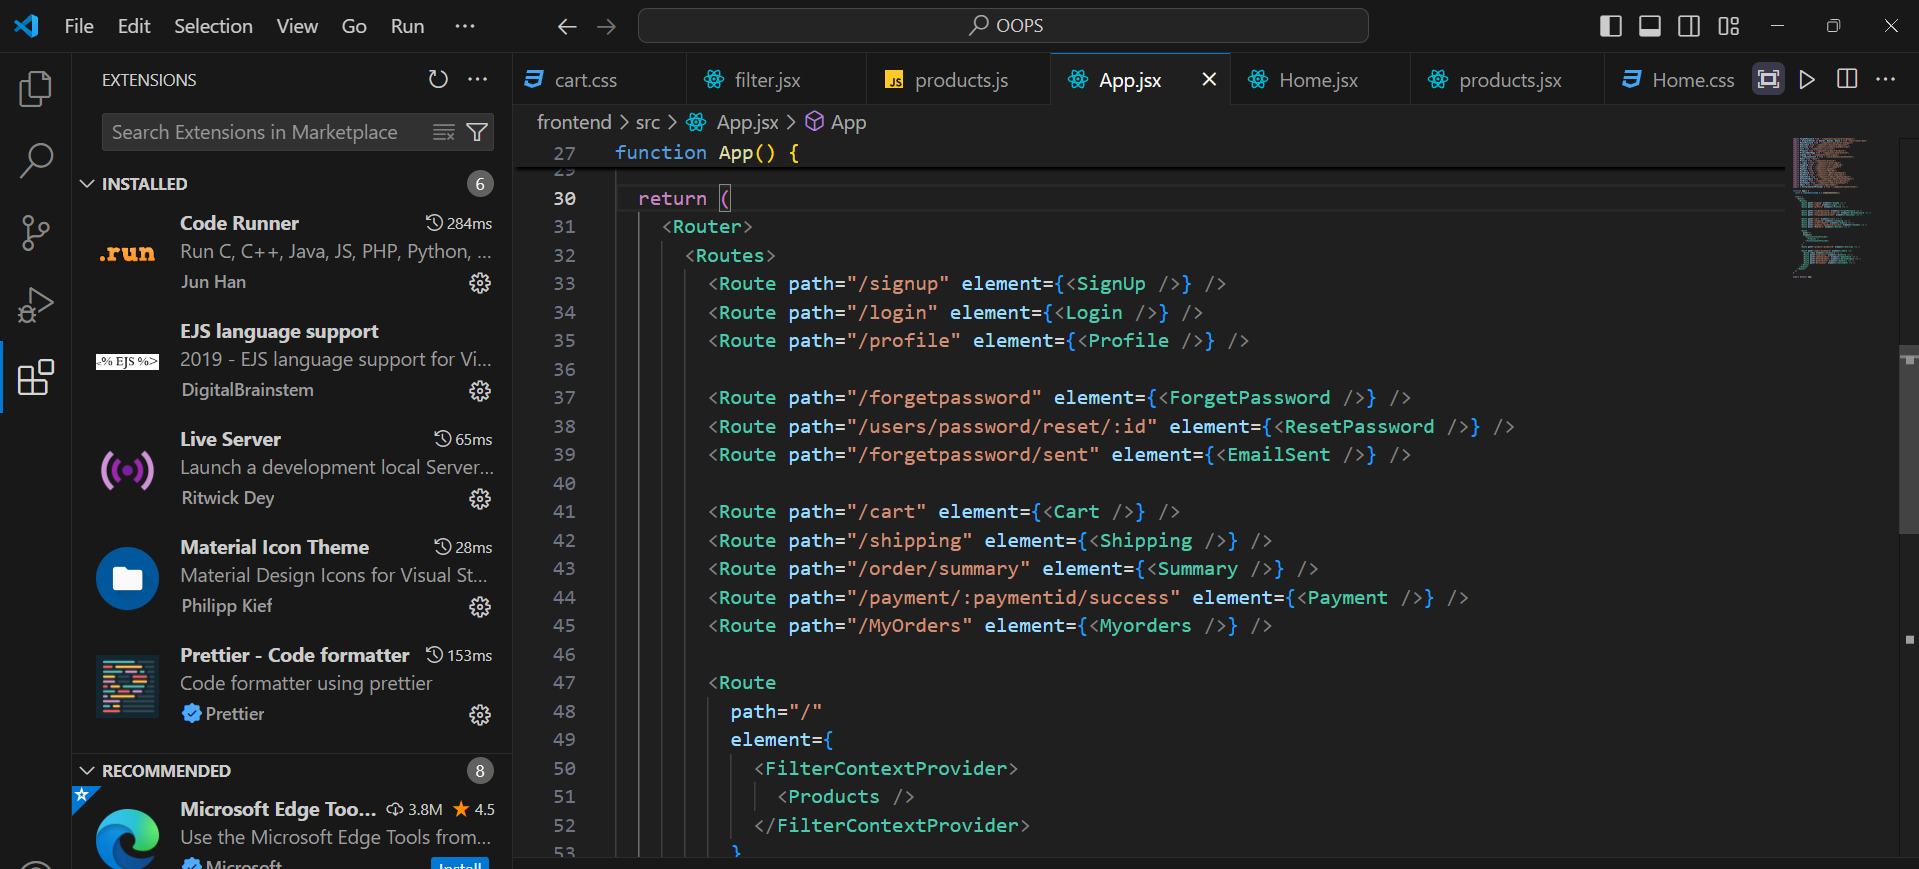 File Edit Selection View Go Run ···
OOPS
EXTENSIONS
Search Extensions in Marketplace
INSTALLED 6
Code Runner 284ms
Run C, C++, Java, JS, PHP, Python, ...
.run
Jun Han
EJS language support
<% EJS %>
2019 - EJS language support for Vi...
DigitalBrainstem
Live Server 65ms
Launch a development local Server...
Ritwick Dey
Material Icon Theme 28ms
Material Design Icons for Visual St...
Philipp Kief
Prettier - Code formatter 153ms
Code formatter using prettier
Prettier
RECOMMENDED 8
Microsoft Edge Too... 3.8M 4.5
Use the Microsoft Edge Tools from...
Microsoft Install
cart.css filter.jsx JS products.js App.jsx Home.jsx products.jsx Home.css
frontend > src > App.jsx > App
27 function App() {
29
30 return (
31 <Router>
32 <Routes>
33 <Route path="/signup" element={<SignUp />} />
34 <Route path="/login" element={<Login />} />
35 <Route path="/profile" element={<Profile />} />
36
37 <Route path="/forgetpassword" element={<ForgetPassword />} />
38 <Route path="/users/password/reset/:id" element={<ResetPassword />} />
39 <Route path="/forgetpassword/sent" element={<EmailSent />} />
40
41 <Route path="/cart" element={<Cart />} />
42 <Route path="/shipping" element={<Shipping />} />
43 <Route path="/order/summary" element={<Summary />} />
44 <Route path="/payment/:paymentid/success" element={<Payment />} />
45 <Route path="/MyOrders" element={<Myorders />} />
46
47 <Route
48 path="/"
49 element={
50 <FilterContextProvider>
51 <Products />
52 </FilterContextProvider>
53 }